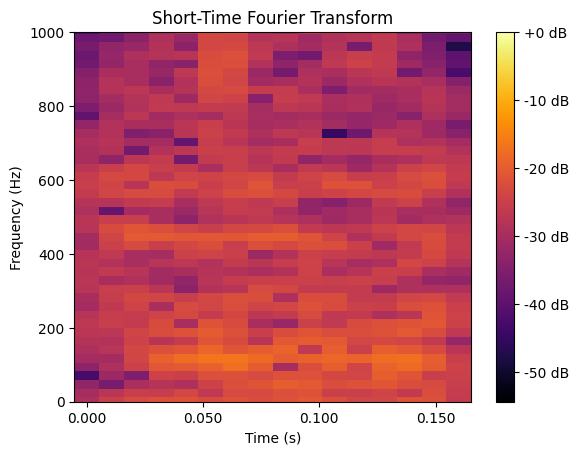 Short-Time Fourier Transform
1000
800
600
400
200
0
Frequency (Hz)
0.000
0.050
0.100
0.150
Time (s)
+0 dB
-10 dB
-20 dB
-30 dB
-40 dB
-50 dB